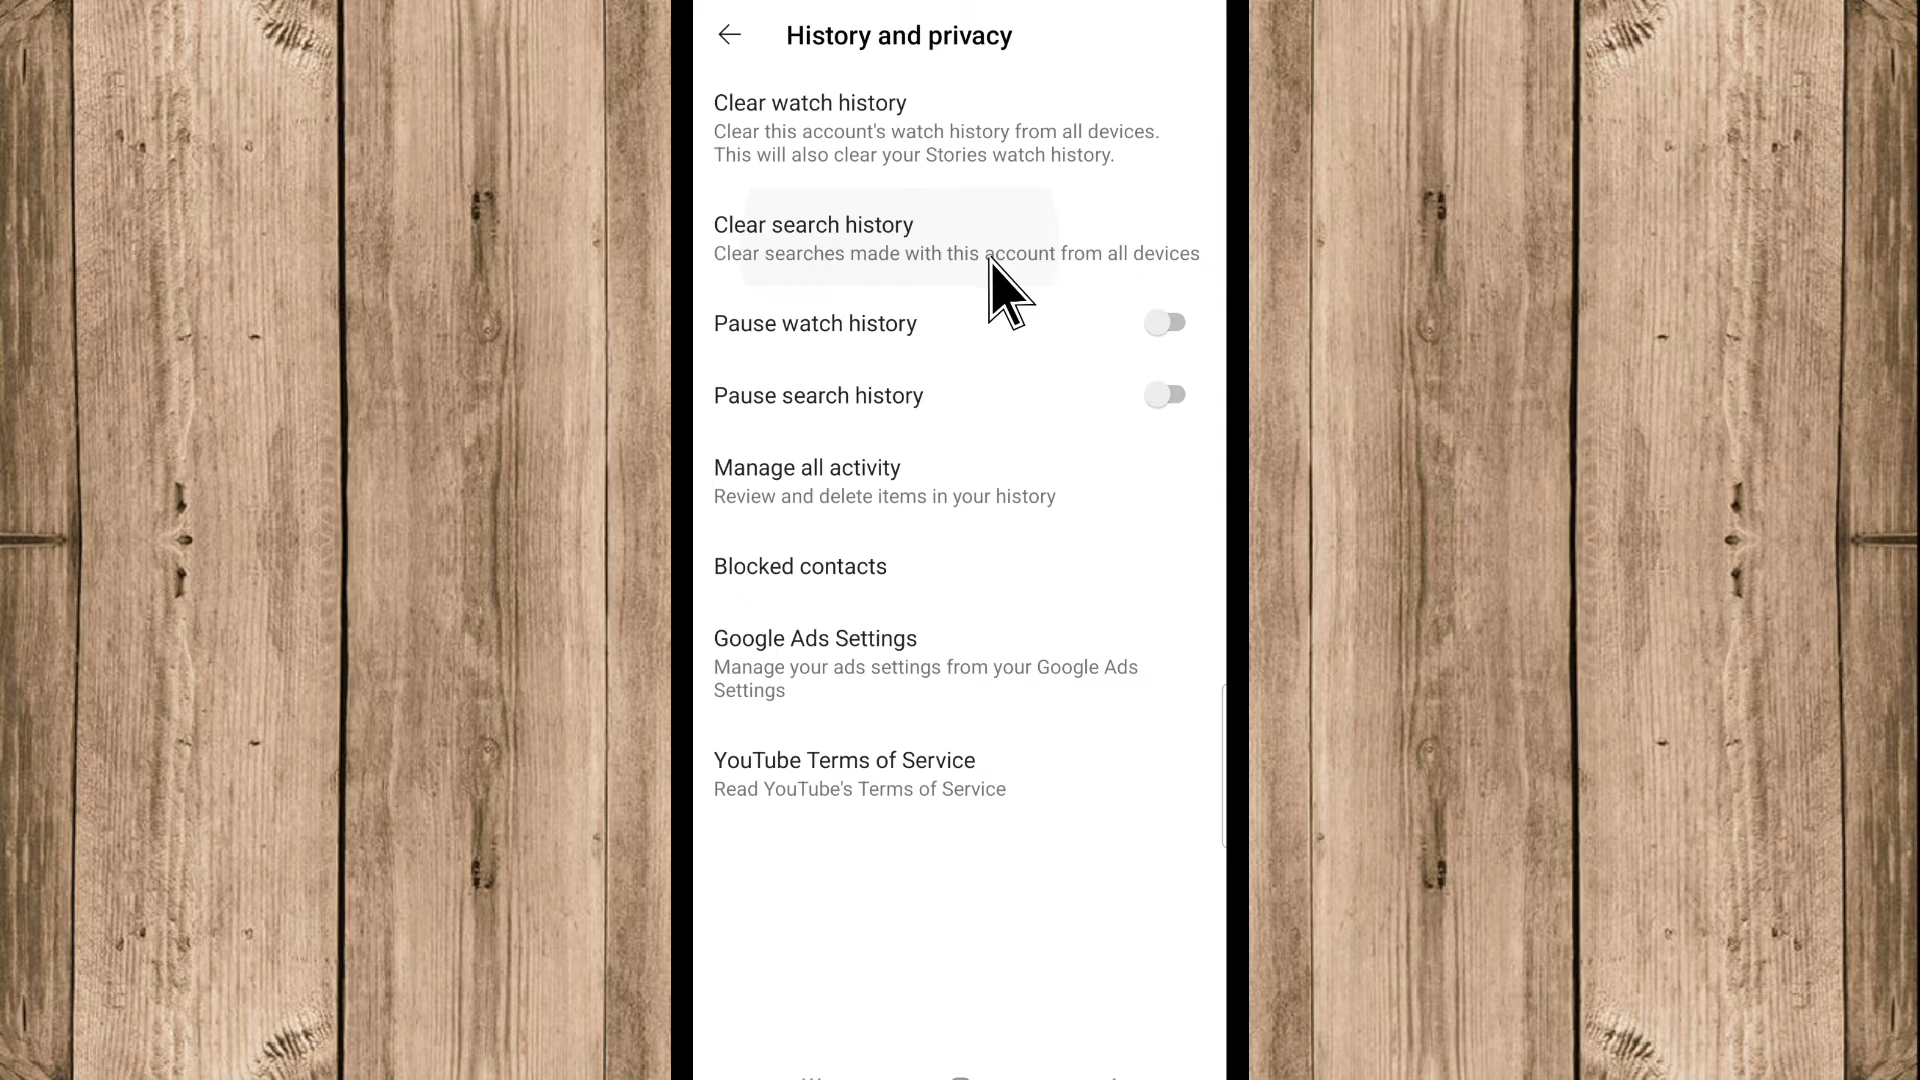 History and privacy
Clear watch history
Clear this account's watch history from all devices.
This will also clear your Stories watch history.
Clear search history
Clear searches made with this account from all devices
Pause watch history
Pause search history
Manage all activity
Review and delete items in your history
Blocked contacts
Google Ads Settings
Manage your ads settings from your Google Ads
Settings
YouTube Terms of Service
Read YouTube's Terms of Service